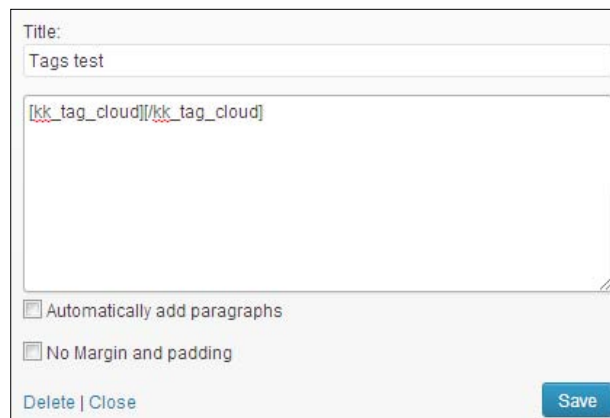 Title:
Tags test
[kk_tag_cloud][/kk_tag_cloud]
Automatically add paragraphs
No Margin and padding
Delete | Close
Save